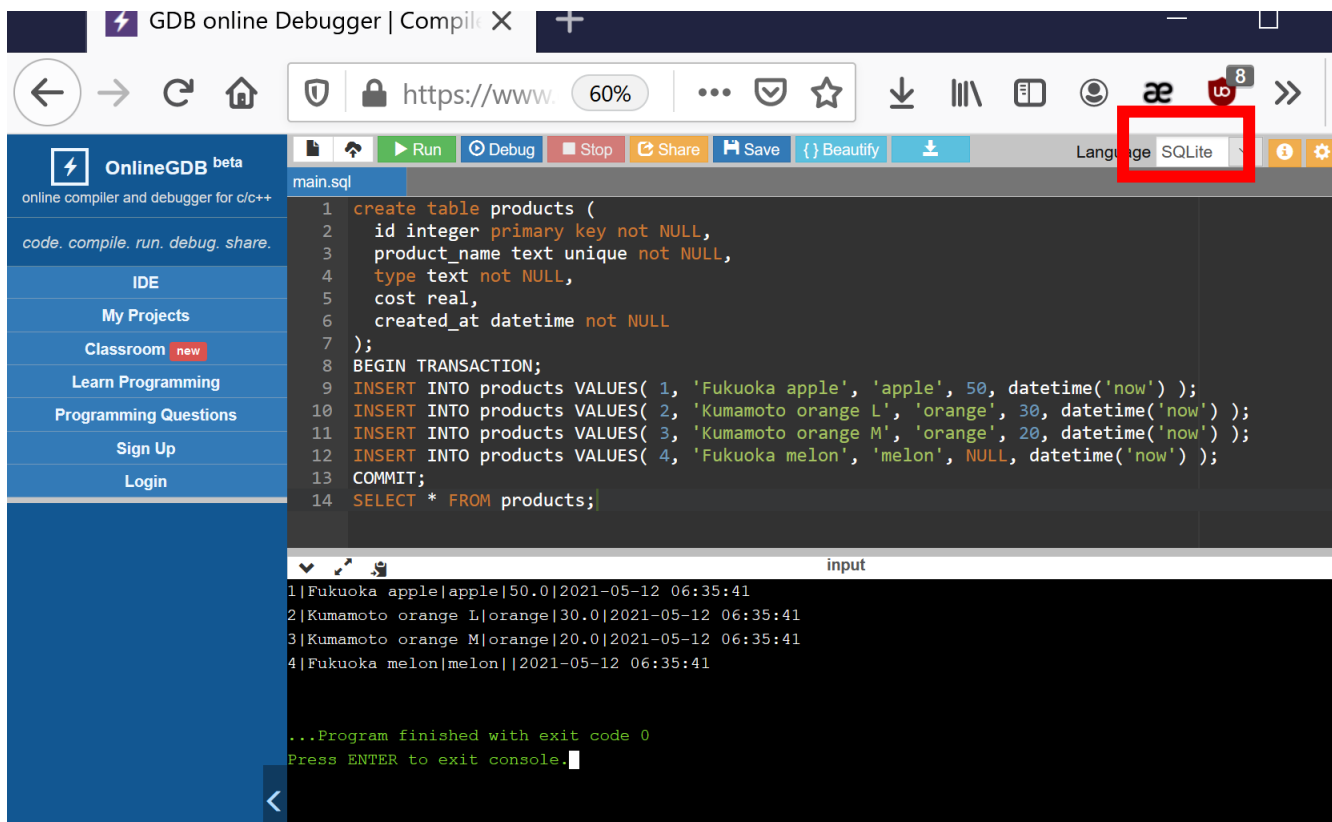 GDB online Debugger | Compile
https://www.
60%
8
OnlineGDB beta
online compiler and debugger for c/c++
code. compile. run. debug. share.
IDE
My Projects
Classroom new
Learn Programming
Programming Questions
Sign Up
Login
Run Debug Stop Share Save { } Beautify
Language SQLite
main.sql
1 create table products (
2 id integer primary key not NULL,
3 product_name text unique not NULL,
4 type text not NULL,
5 cost real,
6 created_at datetime not NULL
7 );
8 BEGIN TRANSACTION;
9 INSERT INTO products VALUES( 1, 'Fukuoka apple', 'apple', 50, datetime('now') );
10 INSERT INTO products VALUES( 2, 'Kumamoto orange L', 'orange', 30, datetime('now') );
11 INSERT INTO products VALUES( 3, 'Kumamoto orange M', 'orange', 20, datetime('now') );
12 INSERT INTO products VALUES( 4, 'Fukuoka melon', 'melon', NULL, datetime('now') );
13 COMMIT;
14 SELECT * FROM products;
input
1|Fukuoka apple|apple|50.0|2021-05-12 06:35:41
2|Kumamoto orange L|orange|30.0|2021-05-12 06:35:41
3|Kumamoto orange M|orange|20.0|2021-05-12 06:35:41
4|Fukuoka melon|melon||2021-05-12 06:35:41
...Program finished with exit code 0
Press ENTER to exit console.